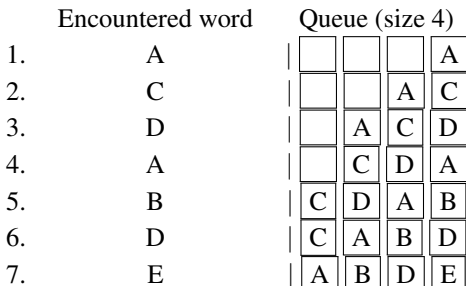 Encountered word Queue (size 4)
1. A | A
2. C | A C
3. D | A C D
4. A | C D A
5. B | C D A B
6. D | C A B D
7. E | A B D E